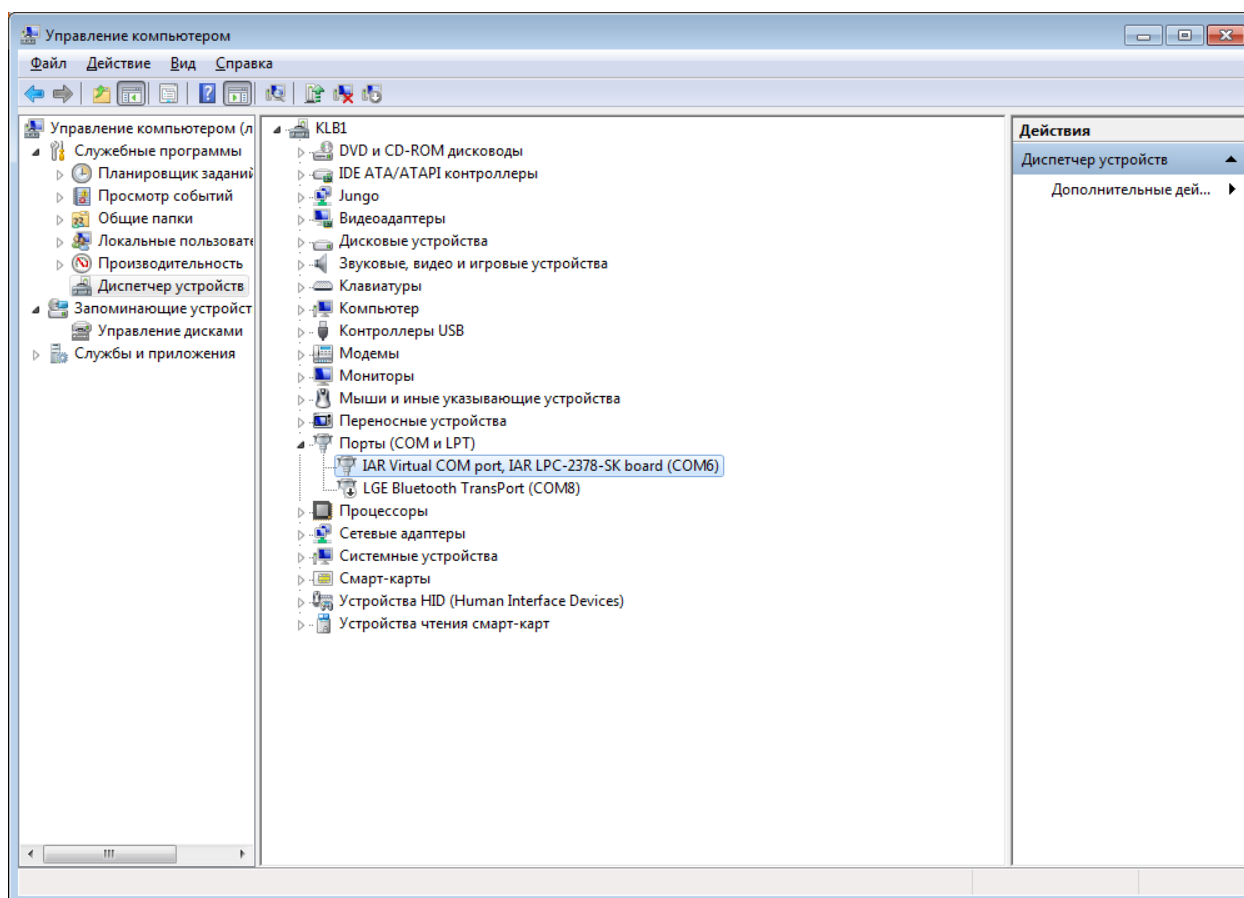 Управление компьютером
Файл Действие Вид Справка
Управление компьютером (л
Служебные программы
Планировщик заданий
Просмотр событий
Общие папки
Локальные пользовате
Производительность
Диспетчер устройств
Запоминающие устройст
Управление дисками
Службы и приложения
KLB1
DVD и CD-ROM дисководы
IDE ATA/ATAPI контроллеры
Jungo
Видеоадаптеры
Дисковые устройства
Звуковые, видео и игровые устройства
Клавиатуры
Компьютер
Контроллеры USB
Модемы
Мониторы
Мыши и иные указывающие устройства
Переносные устройства
Порты (COM и LPT)
IAR Virtual COM port, IAR LPC-2378-SK board (COM6)
LGE Bluetooth TransPort (COM8)
Процессоры
Сетевые адаптеры
Системные устройства
Смарт-карты
Устройства HID (Human Interface Devices)
Устройства чтения смарт-карт
Действия
Диспетчер устройств
Дополнительные дей...